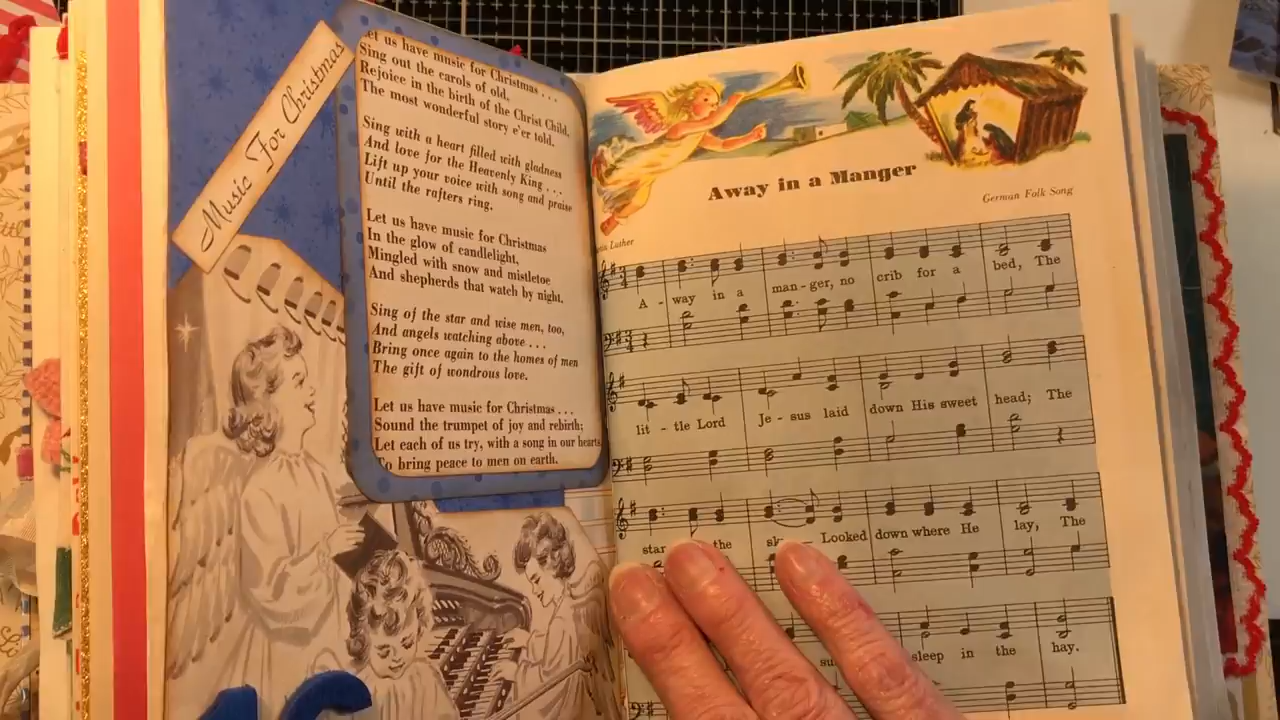 Music For Christmas
Let us have music for Christmas . . .
Sing out the carols of old,
Rejoice in the birth of the Christ Child,
The most wonderful story e'er told.
Sing with a heart filled with gladness
And love for the Heavenly King . . .
Lift up your voice with song and praise
Until the rafters ring.
Let us have music for Christmas
In the glow of candlelight,
Mingled with snow and mistletoe
And shepherds that watch by night.
Sing of the star and wise men, too,
And angels watching above . . .
Bring once again to the homes of men
The gift of wondrous love.
Let us have music for Christmas . . .
Sound the trumpet of joy and rebirth;
Let each of us try, with a song in our hearts
To bring peace to men on earth.
16
Away in a Manger
German Folk Song
Luther
A - way in a man - ger, no crib for a bed, The
lit - tle Lord Je - sus laid down His sweet head; The
star the Looked down where He lay, The
sleep in the hay.